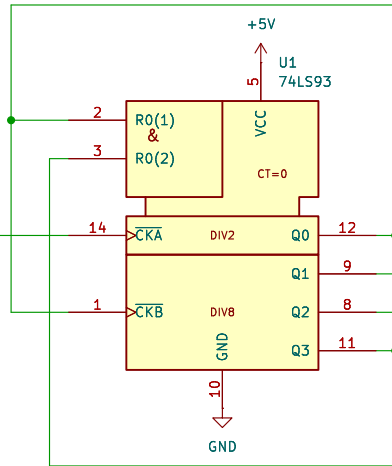 +5V
U1
74LS93
5
VCC
2
R0(1)
&
3
R0(2)
CT=0
14
CKA
DIV2
Q0
12
Q1
9
1
CKB
DIV8
Q2
8
GND
Q3
11
10
GND